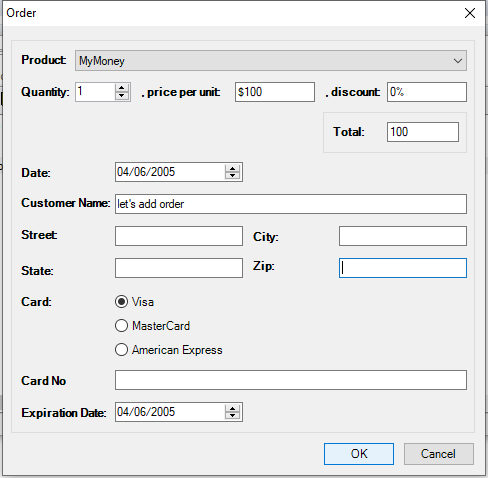 Order
Product: MyMoney
Quantity: 1 , price per unit: $100 , discount: 0%
Total: 100
Date: 04/06/2005
Customer Name: let's add order
Street: City:
State: Zip:
Card: Visa
MasterCard
American Express
Card No
Expiration Date: 04/06/2005
OK Cancel